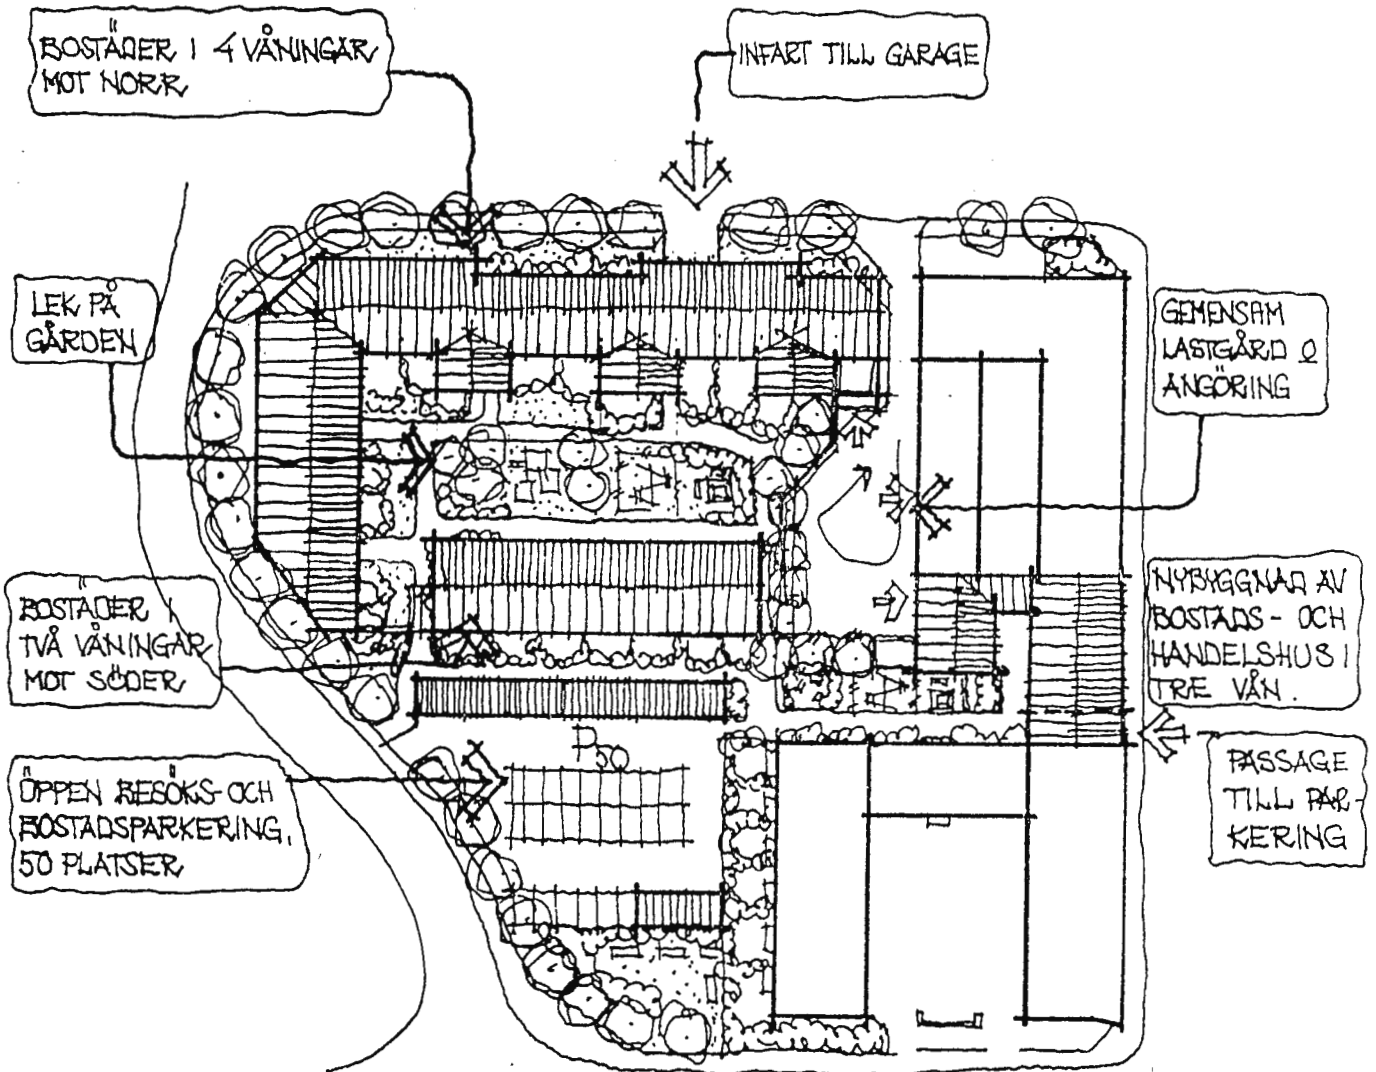 BOSTÄDER I 4 VÅNINGAR
MOT NORR
INFART TILL GARAGE
LEK PÅ
GÅRDEN
GEMENSAM
LASTGÅRD O
ANGÖRING
BOSTÄDER I
TVÅ VÅNINGAR
MOT SÖDER
NYBYGGNAD AV
BOSTADS- OCH
HANDELSHUS I
TRE VÅN.
ÖPPEN BESÖKS- OCH
BOSTADSPARKERING,
50 PLATSER
P50
PASSAGE
TILL PAR-
KERING